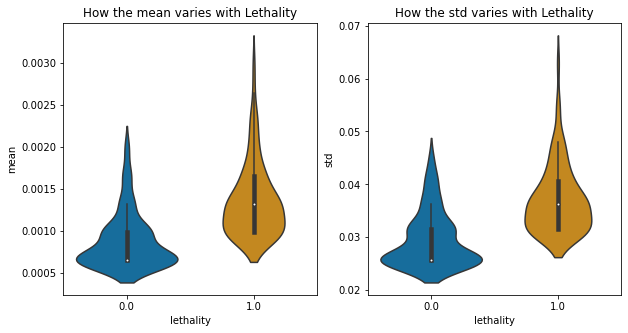 How the mean varies with Lethality
How the std varies with Lethality
0.0030
0.0025
0.0020
0.0015
0.0010
0.0005
mean
0.0
1.0
lethality
0.07
0.06
0.05
0.04
0.03
0.02
std
0.0
1.0
lethality